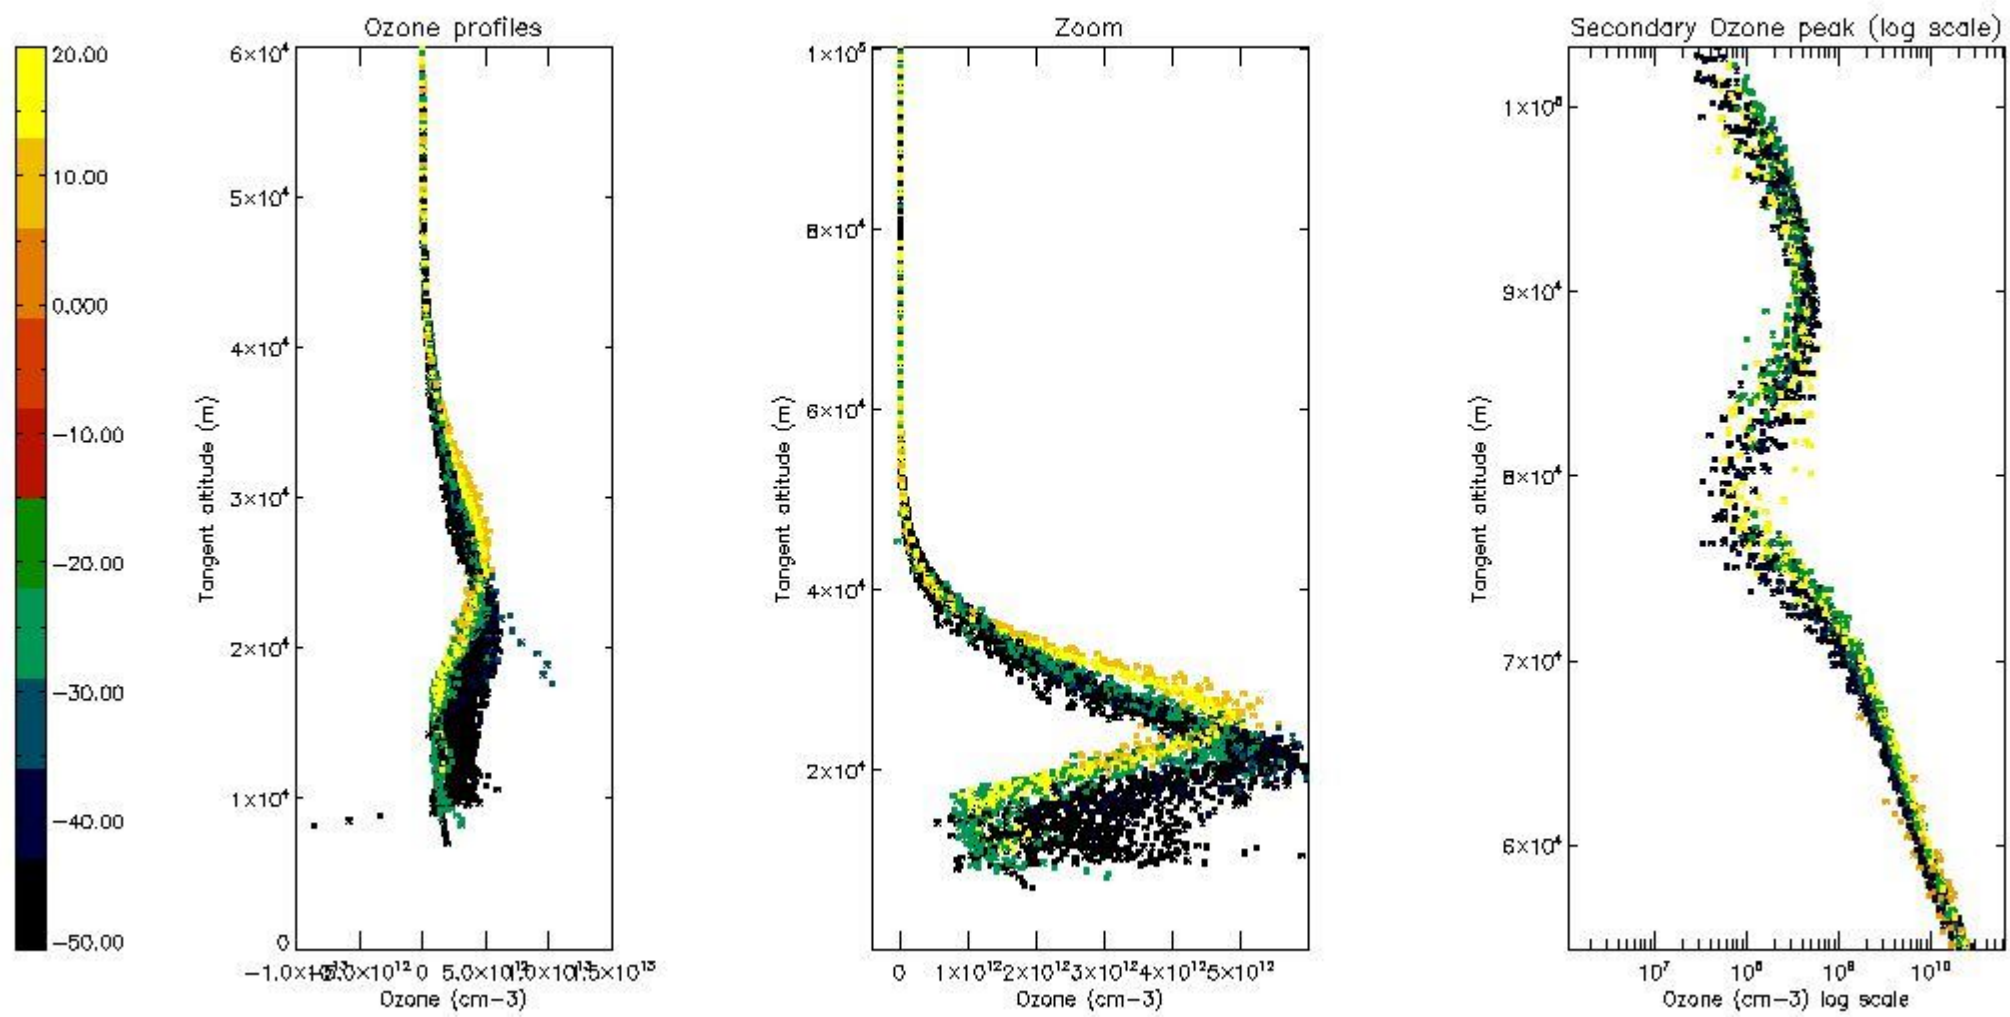 Ozone profiles
Zoom
Secondary Ozone peak (log scale)
20.00
10.00
0.000
−10.00
−20.00
−30.00
−40.00
−50.00
6×10⁴
5×10⁴
4×10⁴
3×10⁴
2×10⁴
1×10⁴
0
Tangent altitude (m)
0
Ozone (cm−3)
1×10⁵
8×10⁴
6×10⁴
4×10⁴
2×10⁴
Tangent altitude (m)
0 1×10¹² 2×10¹² 3×10¹² 4×10¹² 5×10¹²
Ozone (cm−3)
1×10⁵
9×10⁴
8×10⁴
7×10⁴
6×10⁴
Tangent altitude (m)
10⁷ 10⁸ 10⁹ 10¹⁰
Ozone (cm−3) log scale